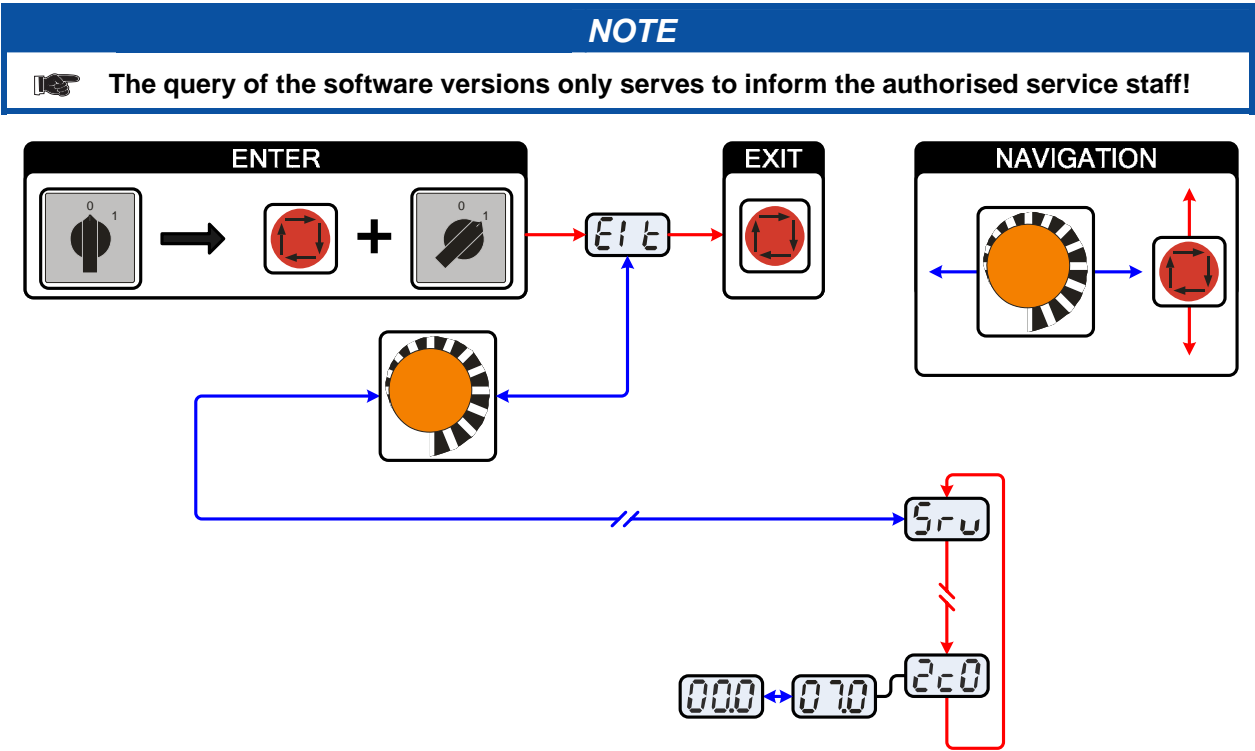 NOTE
The query of the software versions only serves to inform the authorised service staff!
ENTER
EXIT
NAVIGATION
0
1
+
0
1
EIt
Srv
2c0
00.0
07.0